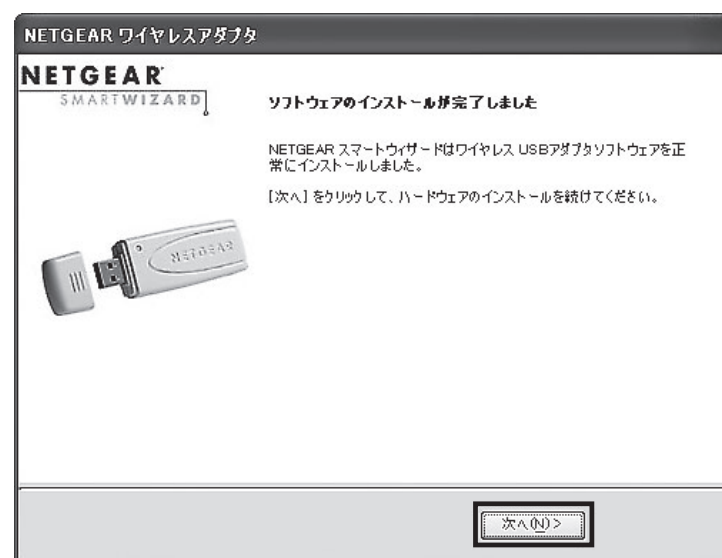 NETGEAR ワイヤレスアダプタ
NETGEAR
SMARTWIZARD
ソフトウェアのインストールが完了しました
NETGEAR スマートウィザードはワイヤレス USBアダプタソフトウェアを正
常にインストールしました。
[次へ] をクリックして、ハードウェアのインストールを続けてください。
NETGEAR
次へ(N)>